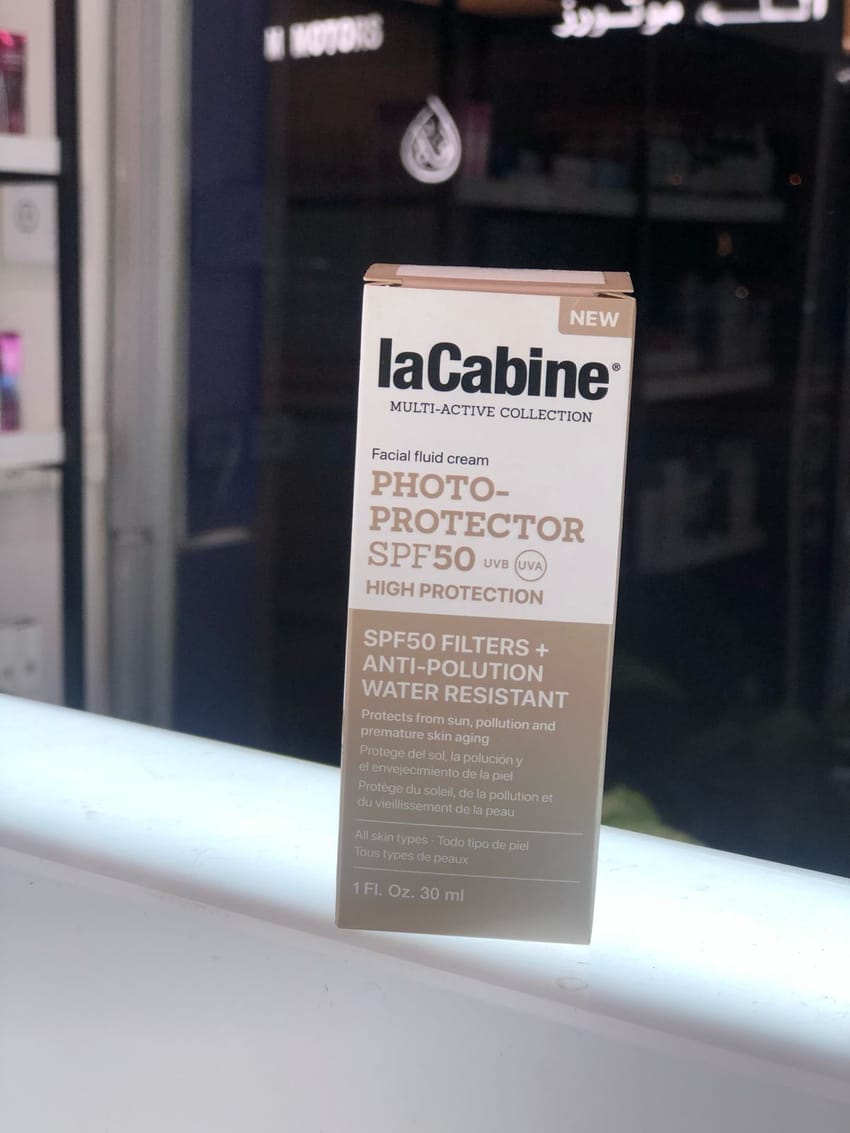 M MOTORS
موتورز
NEW
laCabine®
MULTI-ACTIVE COLLECTION
Facial fluid cream
PHOTO-
PROTECTOR
SPF50 UVB UVA
HIGH PROTECTION
SPF50 FILTERS +
ANTI-POLUTION
WATER RESISTANT
Protects from sun, pollution and
premature skin aging
Protege del sol, la polución y
el envejecimiento de la piel
Protège du soleil, de la pollution et
du vieillissement de la peau
All skin types · Todo tipo de piel
Tous types de peaux
1 Fl. Oz. 30 ml